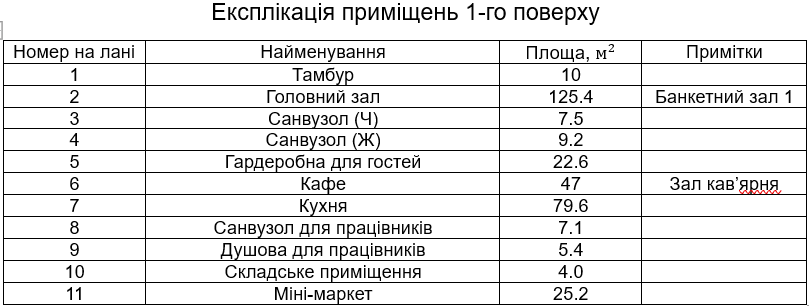 Експлікація приміщень 1-го поверху
Номер на лані Найменування Площа, м² Примітки
1 Тамбур 10
2 Головний зал 125.4 Банкетний зал 1
3 Санвузол (Ч) 7.5
4 Санвузол (Ж) 9.2
5 Гардеробна для гостей 22.6
6 Кафе 47 Зал кав’ярня
7 Кухня 79.6
8 Санвузол для працівників 7.1
9 Душова для працівників 5.4
10 Складське приміщення 4.0
11 Міні-маркет 25.2